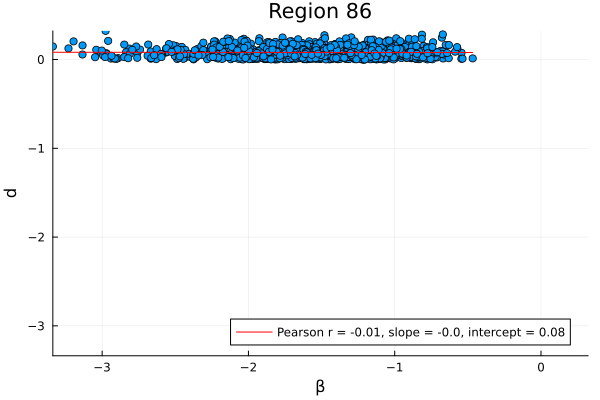 Region 86
0
−1
−2
−3
d
Pearson r = -0.01, slope = -0.0, intercept = 0.08
−3
−2
−1
0
β